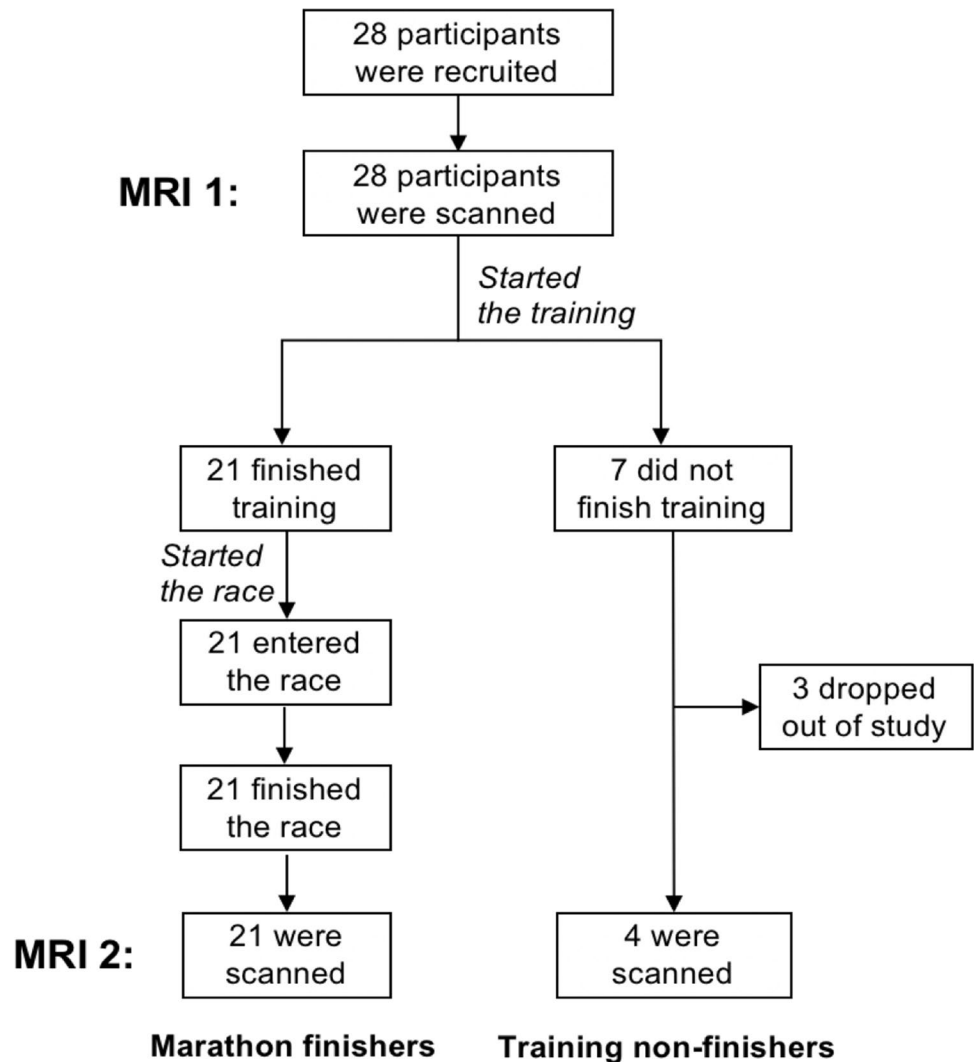 28 participants
were recruited
MRI 1:
28 participants
were scanned
Started
the training
21 finished
training
7 did not
finish training
Started
the race
21 entered
the race
3 dropped
out of study
21 finished
the race
MRI 2:
21 were
scanned
4 were
scanned
Marathon finishers
Training non-finishers